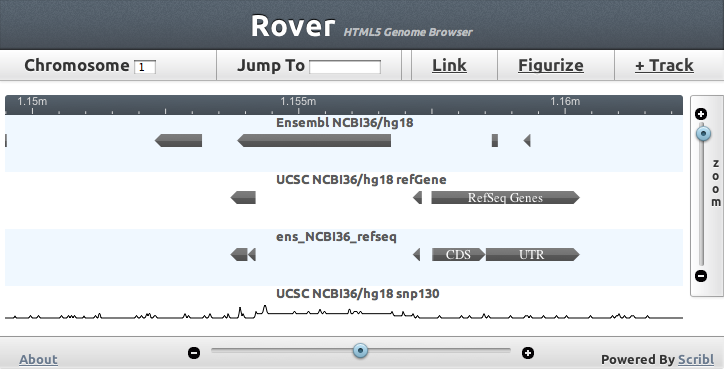 Rover HTML5 Genome Browser
Chromosome 1 Jump To Link Figurize + Track
1.15m 1.155m 1.16m
Ensembl NCBI36/hg18
UCSC NCBI36/hg18 refGene
RefSeq Genes
ens_NCBI36_refseq
CDS UTR
UCSC NCBI36/hg18 snp130
zoom
About Powered By Scribl